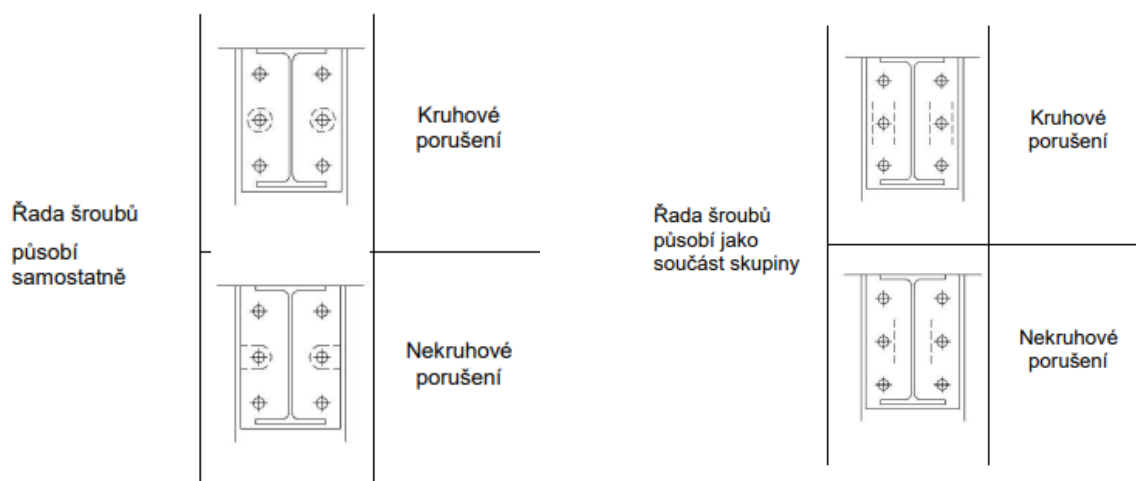 Řada šroubů
působí
samostatně
Kruhové
porušení
Nekruhové
porušení
Řada šroubů
působí jako
součást skupiny
Kruhové
porušení
Nekruhové
porušení